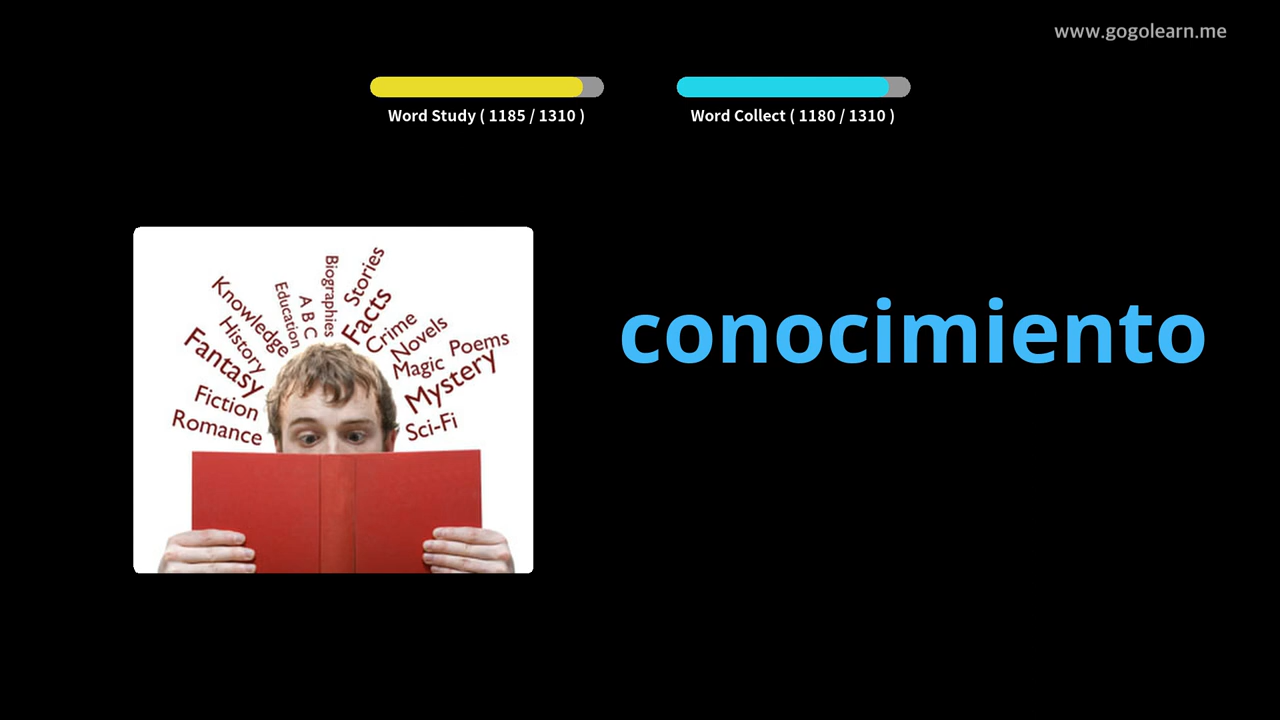 www.gogolearn.me
Word Study ( 1185 / 1310 )
Word Collect ( 1180 / 1310 )
conocimiento
Romance
Fiction
Fantasy
History
Knowledge
Education
A B C
Biographies
Stories
Facts
Crime
Novels
Magic
Poems
Mystery
Sci-Fi